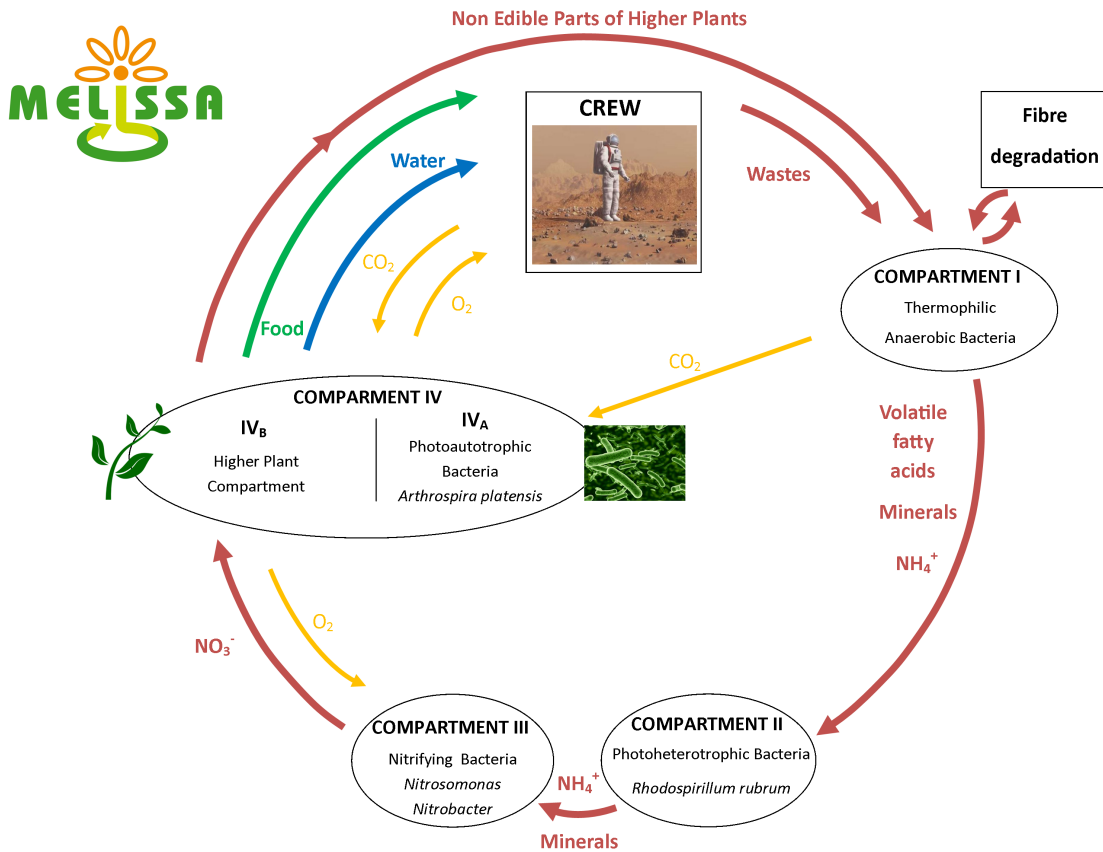 Non Edible Parts of Higher Plants
MELiSSA
CREW
Fibre
degradation
Water
Wastes
CO2
O2
Food
COMPARTMENT I
Thermophilic
Anaerobic Bacteria
CO2
COMPARMENT IV
IVB
Higher Plant
Compartment
IVA
Photoautotrophic
Bacteria
Arthrospira platensis
Volatile
fatty
acids
Minerals
NH4+
O2
NO3-
COMPARTMENT III
Nitrifying Bacteria
Nitrosomonas
Nitrobacter
COMPARTMENT II
Photoheterotrophic Bacteria
Rhodospirillum rubrum
NH4+
Minerals